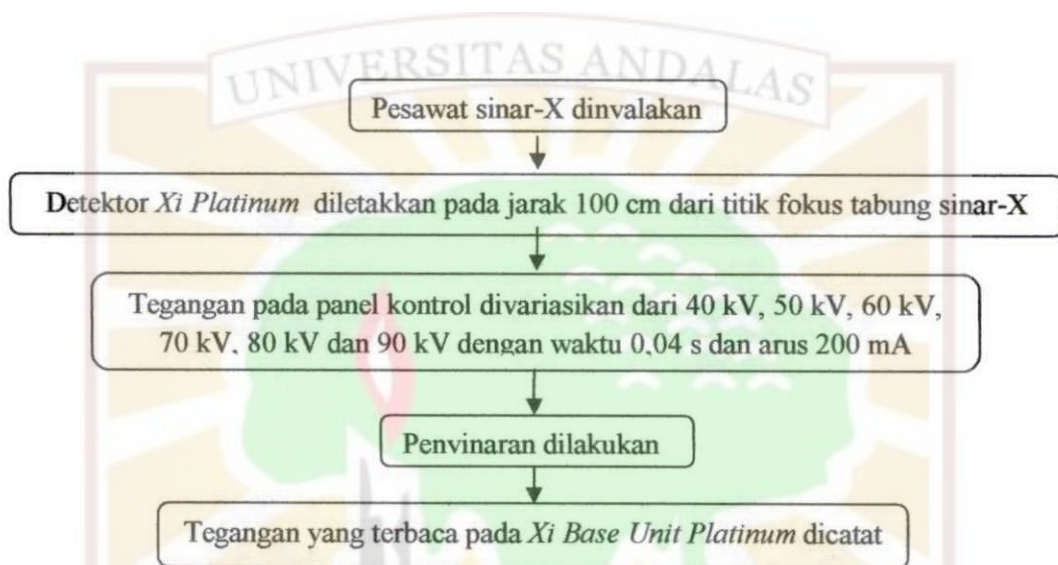 UNIVERSITAS ANDALAS
Pesawat sinar-X dinyalakan
Detektor Xi Platinum diletakkan pada jarak 100 cm dari titik fokus tabung sinar-X
Tegangan pada panel kontrol divariasikan dari 40 kV, 50 kV, 60 kV,
70 kV, 80 kV dan 90 kV dengan waktu 0,04 s dan arus 200 mA
Penyinaran dilakukan
Tegangan yang terbaca pada Xi Base Unit Platinum dicatat